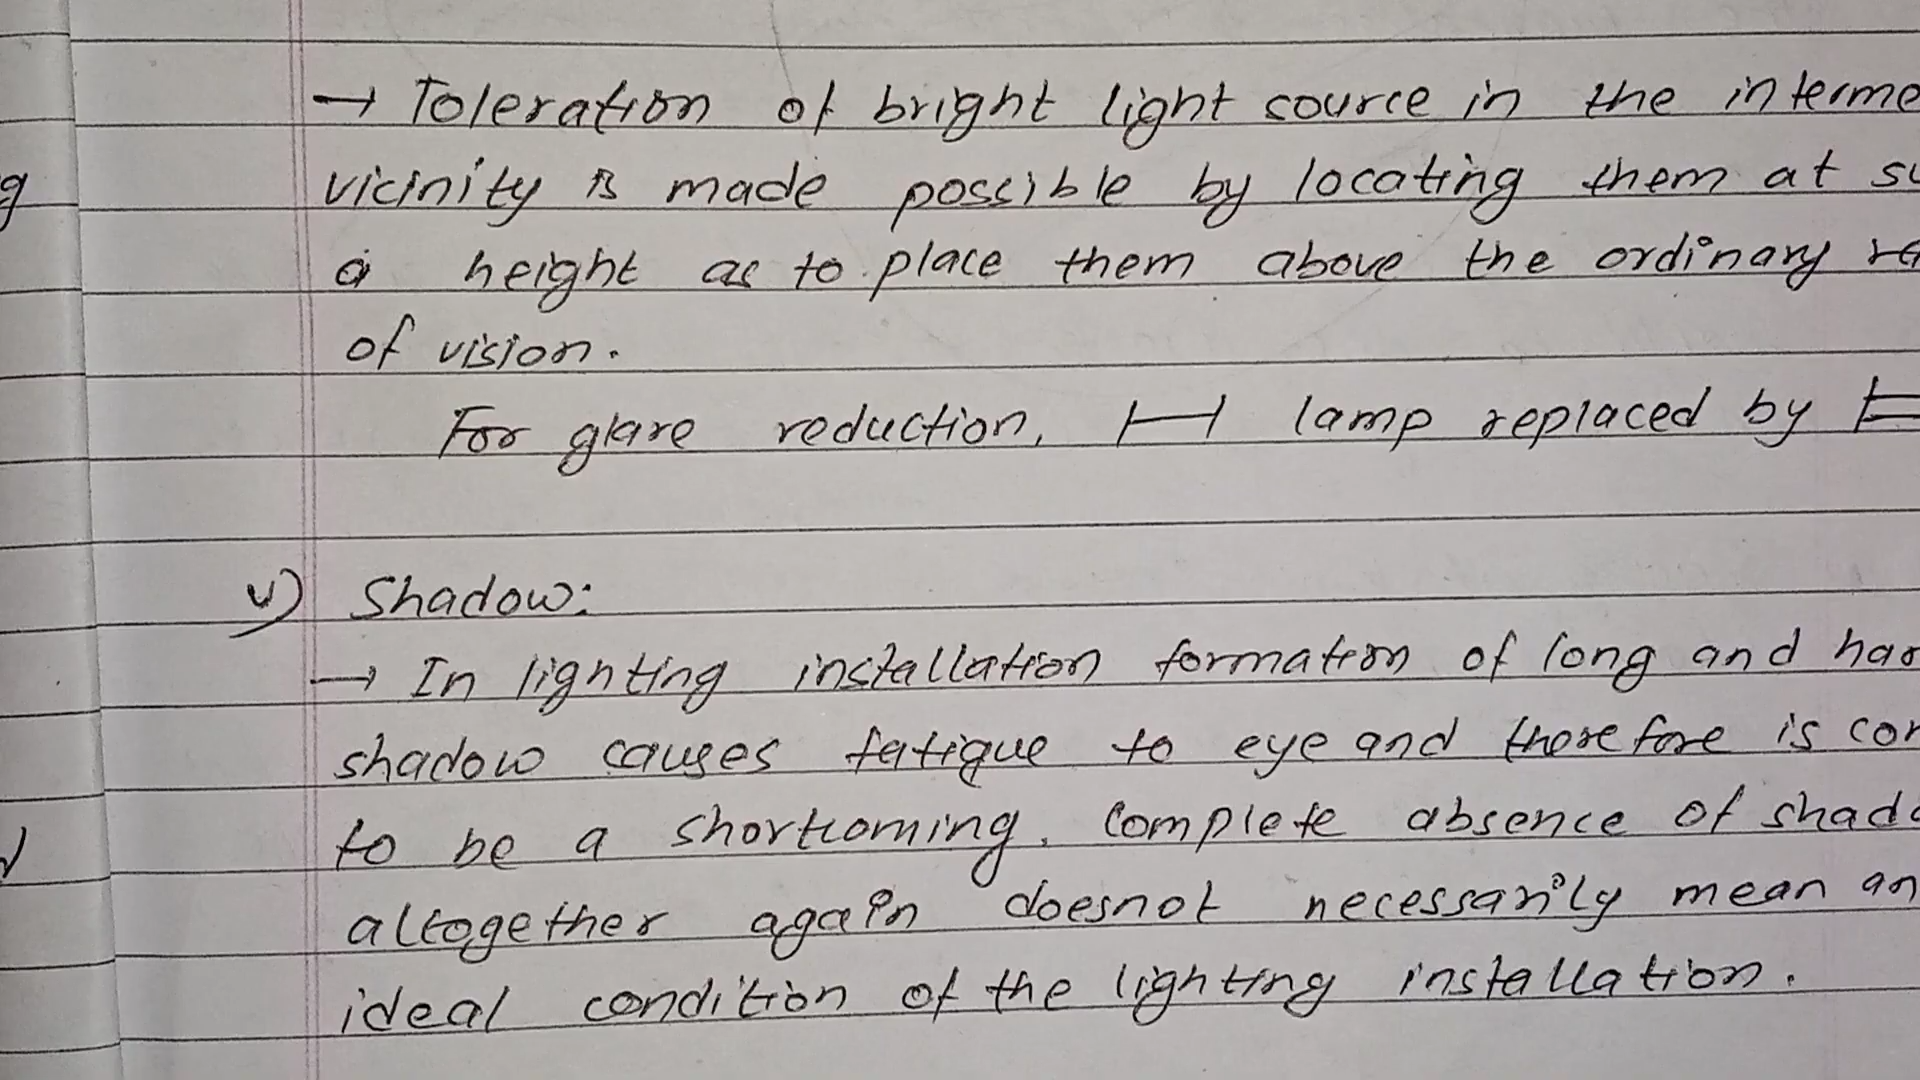 → Toleration of bright light source in the interme
vicinity is made possible by locating them at su
a height as to place them above the ordinary
of vision.
For glare reduction, lamp replaced by
v) Shadow:
→ In lighting installation formation of long and har
shadow causes fatigue to eye and therefore is con
to be a shortcoming. Complete absence of shado
altogether again doesnot necessarily mean an
ideal condition of the lighting installation.